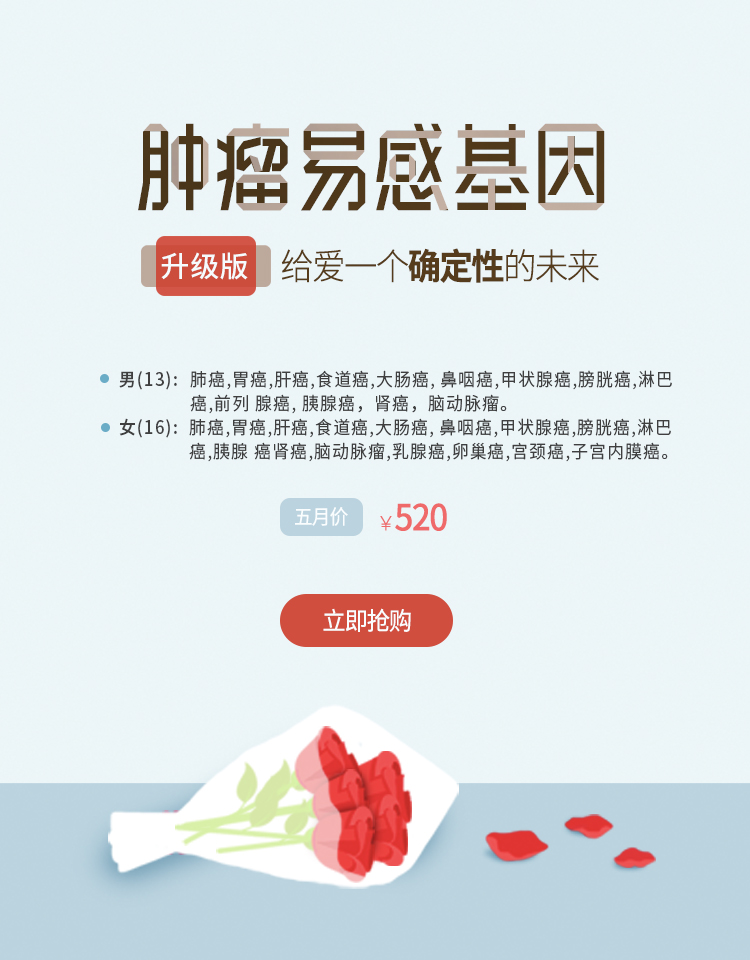 肿瘤易感基因
升级版 给爱一个确定性的未来
男(13): 肺癌,胃癌,肝癌,食道癌,大肠癌, 鼻咽癌,甲状腺癌,膀胱癌,淋巴
癌,前列 腺癌, 胰腺癌，肾癌，脑动脉瘤。
女(16): 肺癌,胃癌,肝癌,食道癌,大肠癌, 鼻咽癌,甲状腺癌,膀胱癌,淋巴
癌,胰腺 癌肾癌,脑动脉瘤,乳腺癌,卵巢癌,宫颈癌,子宫内膜癌。
五月价 ￥520
立即抢购